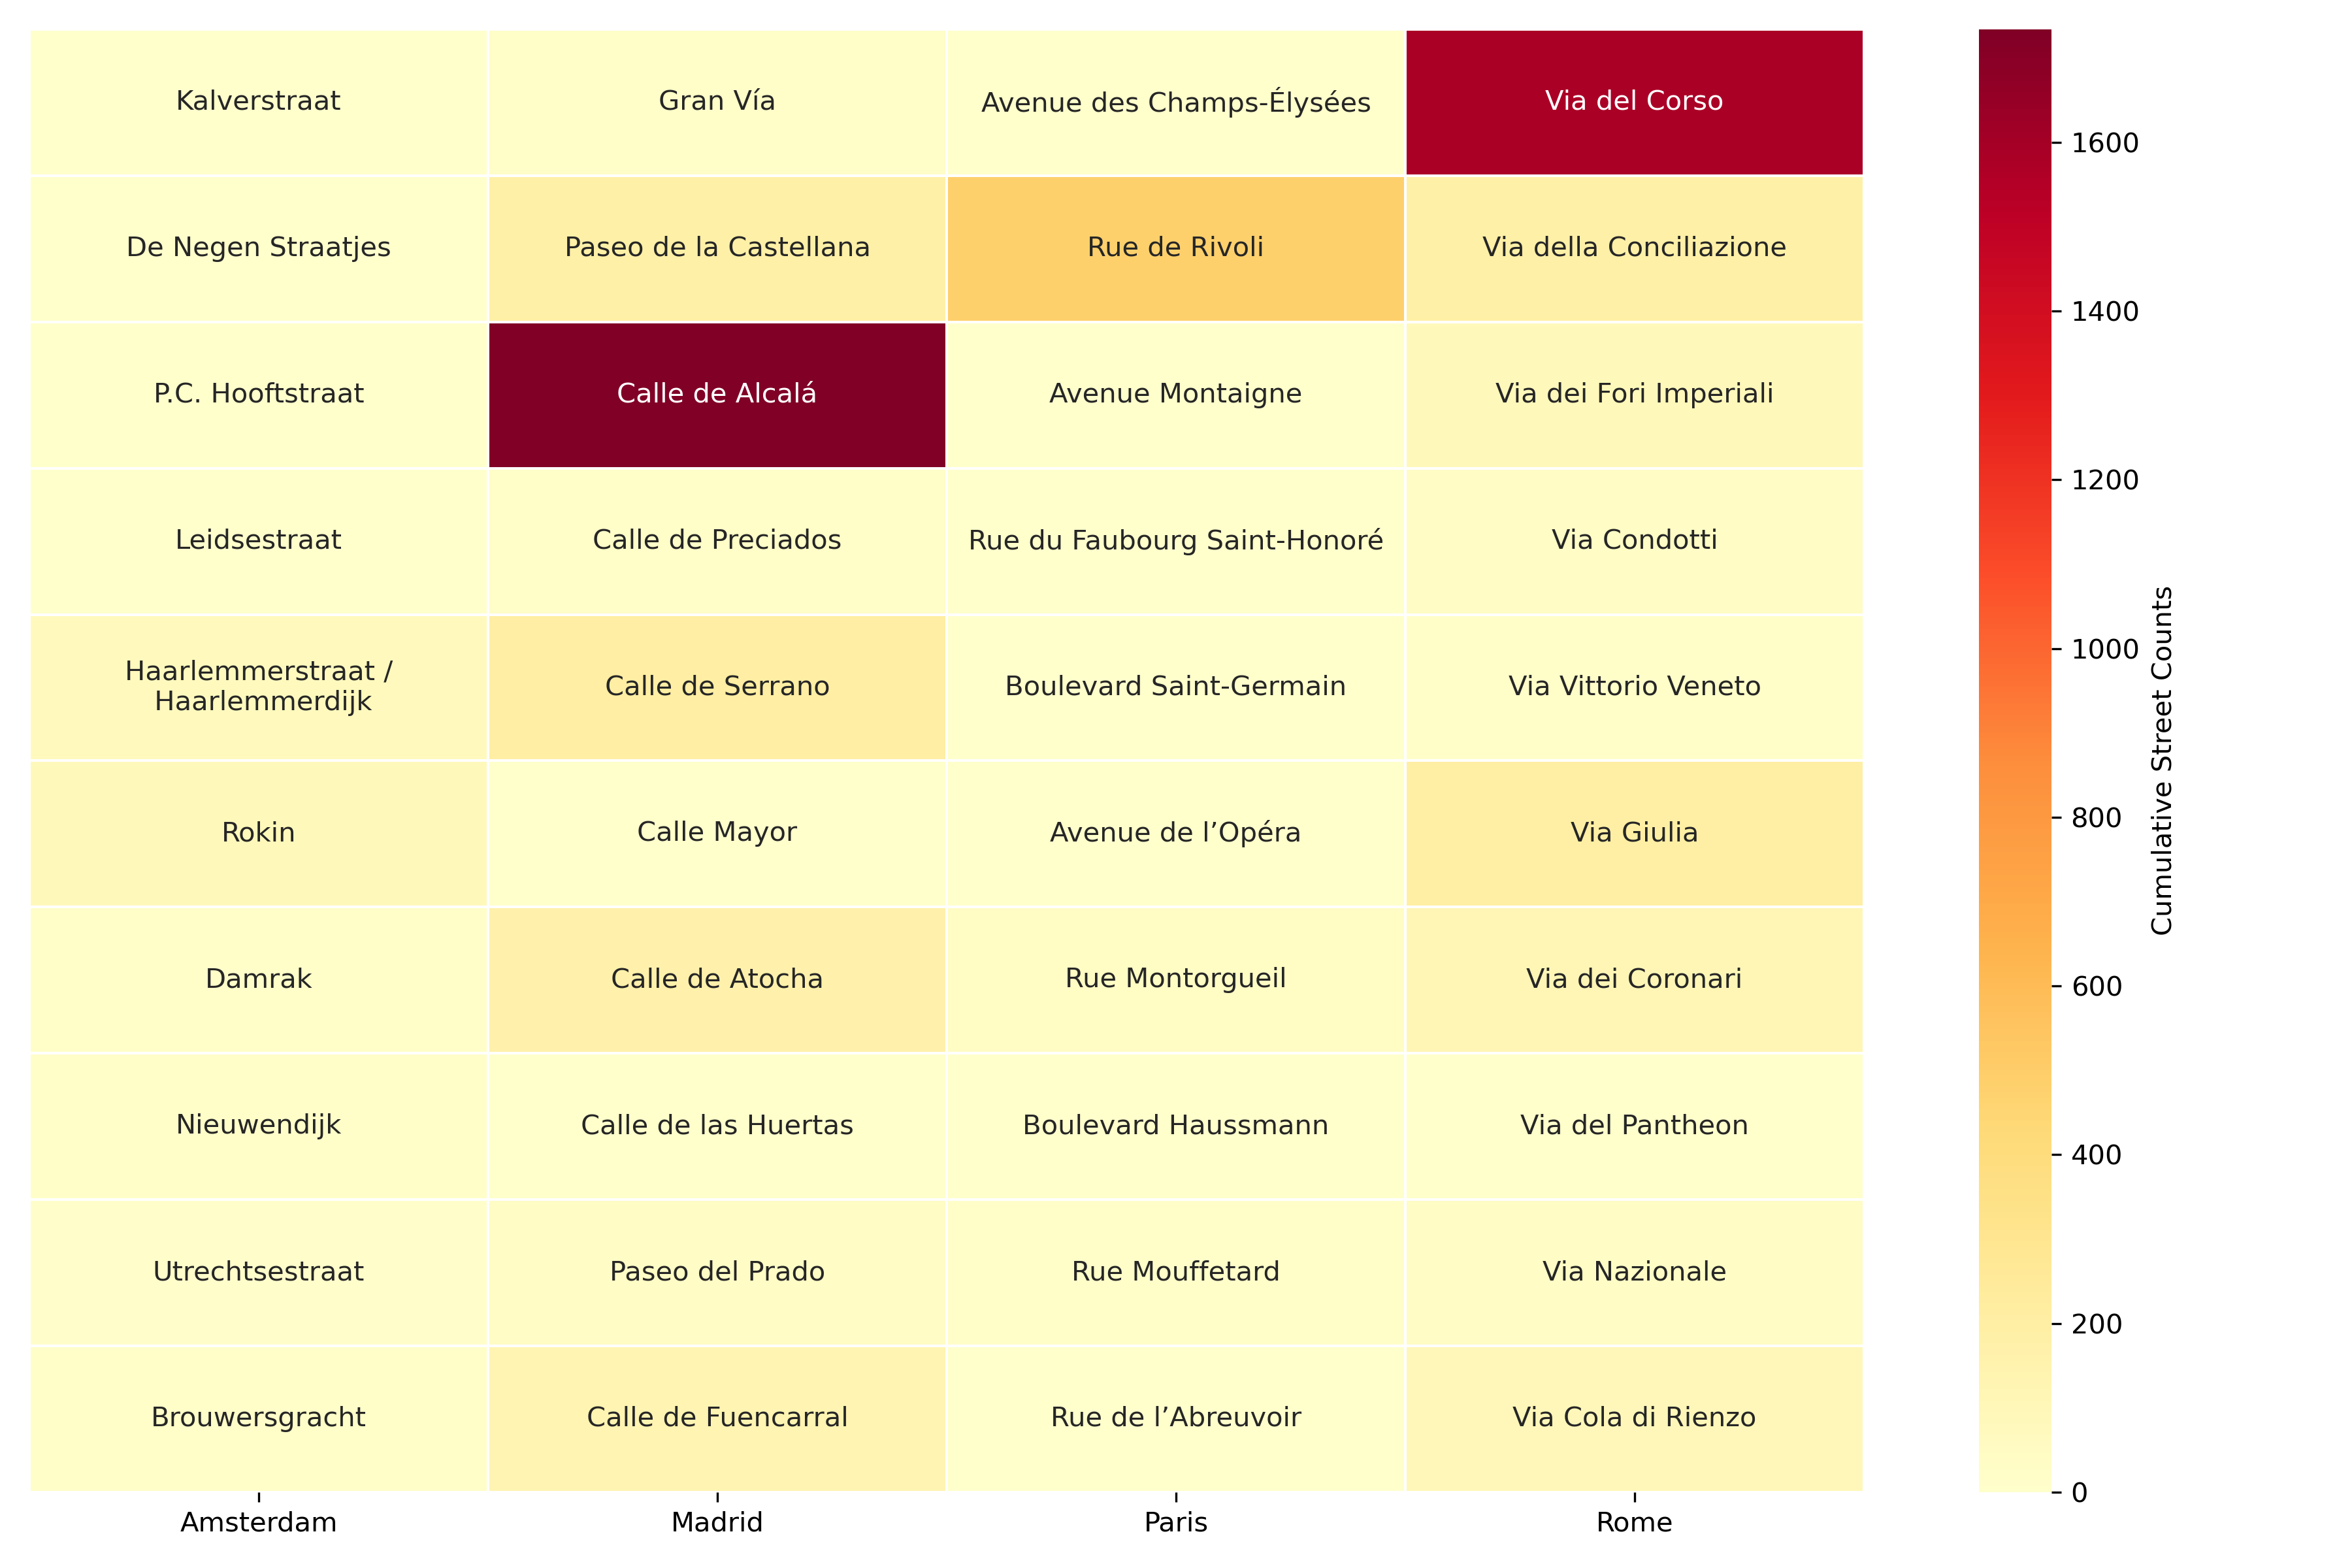 Kalverstraat
Gran Vía
Avenue des Champs-Élysées
Via del Corso
De Negen Straatjes
Paseo de la Castellana
Rue de Rivoli
Via della Conciliazione
P.C. Hooftstraat
Calle de Alcalá
Avenue Montaigne
Via dei Fori Imperiali
Leidsestraat
Calle de Preciados
Rue du Faubourg Saint-Honoré
Via Condotti
Haarlemmerstraat /
Haarlemmerdijk
Calle de Serrano
Boulevard Saint-Germain
Via Vittorio Veneto
Rokin
Calle Mayor
Avenue de l’Opéra
Via Giulia
Damrak
Calle de Atocha
Rue Montorgueil
Via dei Coronari
Nieuwendijk
Calle de las Huertas
Boulevard Haussmann
Via del Pantheon
Utrechtsestraat
Paseo del Prado
Rue Mouffetard
Via Nazionale
Brouwersgracht
Calle de Fuencarral
Rue de l’Abreuvoir
Via Cola di Rienzo
Amsterdam
Madrid
Paris
Rome
1600
1400
1200
1000
800
600
400
200
0
Cumulative Street Counts